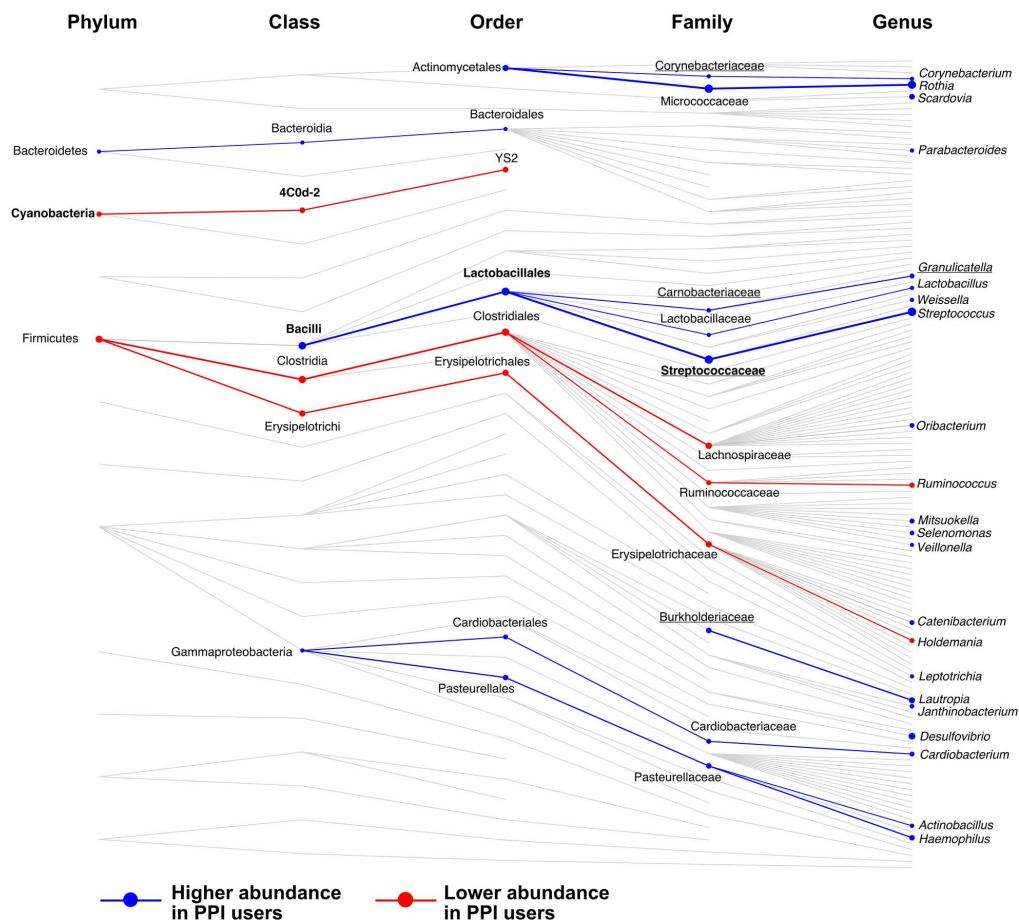 Phylum Class Order Family Genus
Actinomycetales
Corynebacteriaceae
Corynebacterium
Rothia
Micrococcaceae
Scardovia
Bacteroidales
Bacteroidia
Bacteroidetes
Parabacteroides
YS2
4C0d-2
Cyanobacteria
Lactobacillales
Granulicatella
Carnobacteriaceae
Lactobacillus
Weissella
Lactobacillaceae
Streptococcus
Clostridiales
Bacilli
Firmicutes
Clostridia
Erysipelotrichales
Streptococcaceae
Erysipelotrichi
Oribacterium
Lachnospiraceae
Ruminococcus
Ruminococcaceae
Mitsuokella
Selenomonas
Veillonella
Erysipelotrichaceae
Burkholderiaceae
Cardiobacteriales
Catenibacterium
Holdemania
Gammaproteobacteria
Leptotrichia
Pasteurellales
Lautropia
Janthinobacterium
Cardiobacteriaceae
Desulfovibrio
Cardiobacterium
Pasteurellaceae
Actinobacillus
Haemophilus
Higher abundance
in PPI users
Lower abundance
in PPI users